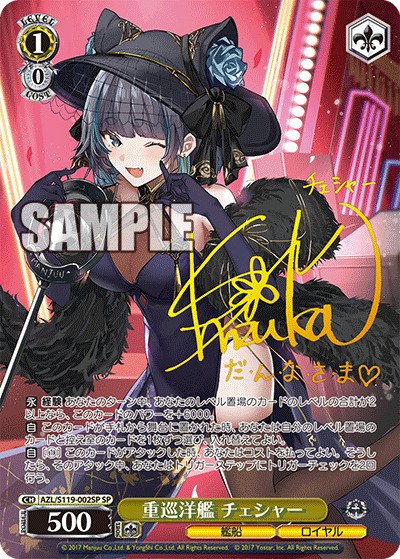 LEVEL
1
0
COST
SAMPLE
MANJUU
チェシャー
だ・ん・な・さ・ま♡
永 経験 あなたのターン中、あなたのレベル置場のカードのレベルの合計が2
以上なら、このカードのパワーを+6000。
自 このカードが手札から舞台に置かれた時、あなたは自分のレベル置場
のカードと控え室のカードを1枚ずつ選び、入れ替えてよい。
自 [(1)] このカードがアタックした時、あなたはコストを払ってよい。そうし
たら、そのアタック中、あなたはトリガーステップにトリガーチェックを2回
行う。
CH AZL/S119-002SP SP
POWER
500
重巡洋艦 チェシャー
艦船
ロイヤル
© 2017 Manjuu Co.,Ltd. & YongShi Co.,Ltd. All Rights Reserved. © 2017 Yostar, Inc. All Rights Reserved.